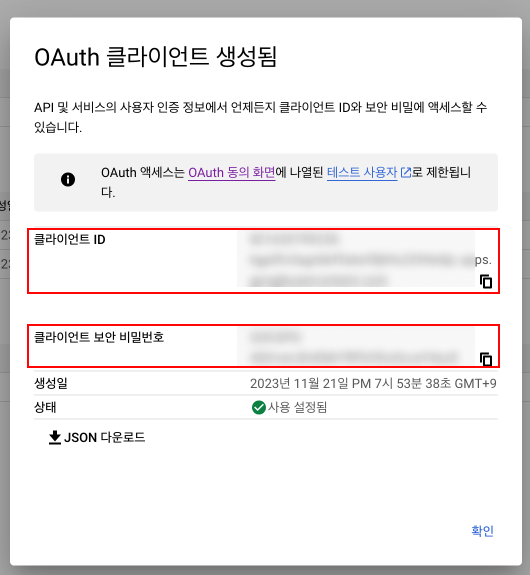 OAuth 클라이언트 생성됨
API 및 서비스의 사용자 인증 정보에서 언제든지 클라이언트 ID와 보안 비밀에 액세스할 수
있습니다.
OAuth 액세스는 OAuth 동의 화면에 나열된 테스트 사용자로 제한됩니
다.
클라이언트 ID
ps.
클라이언트 보안 비밀번호
생성일 2023년 11월 21일 PM 7시 53분 38초 GMT+9
상태 사용 설정됨
JSON 다운로드
확인